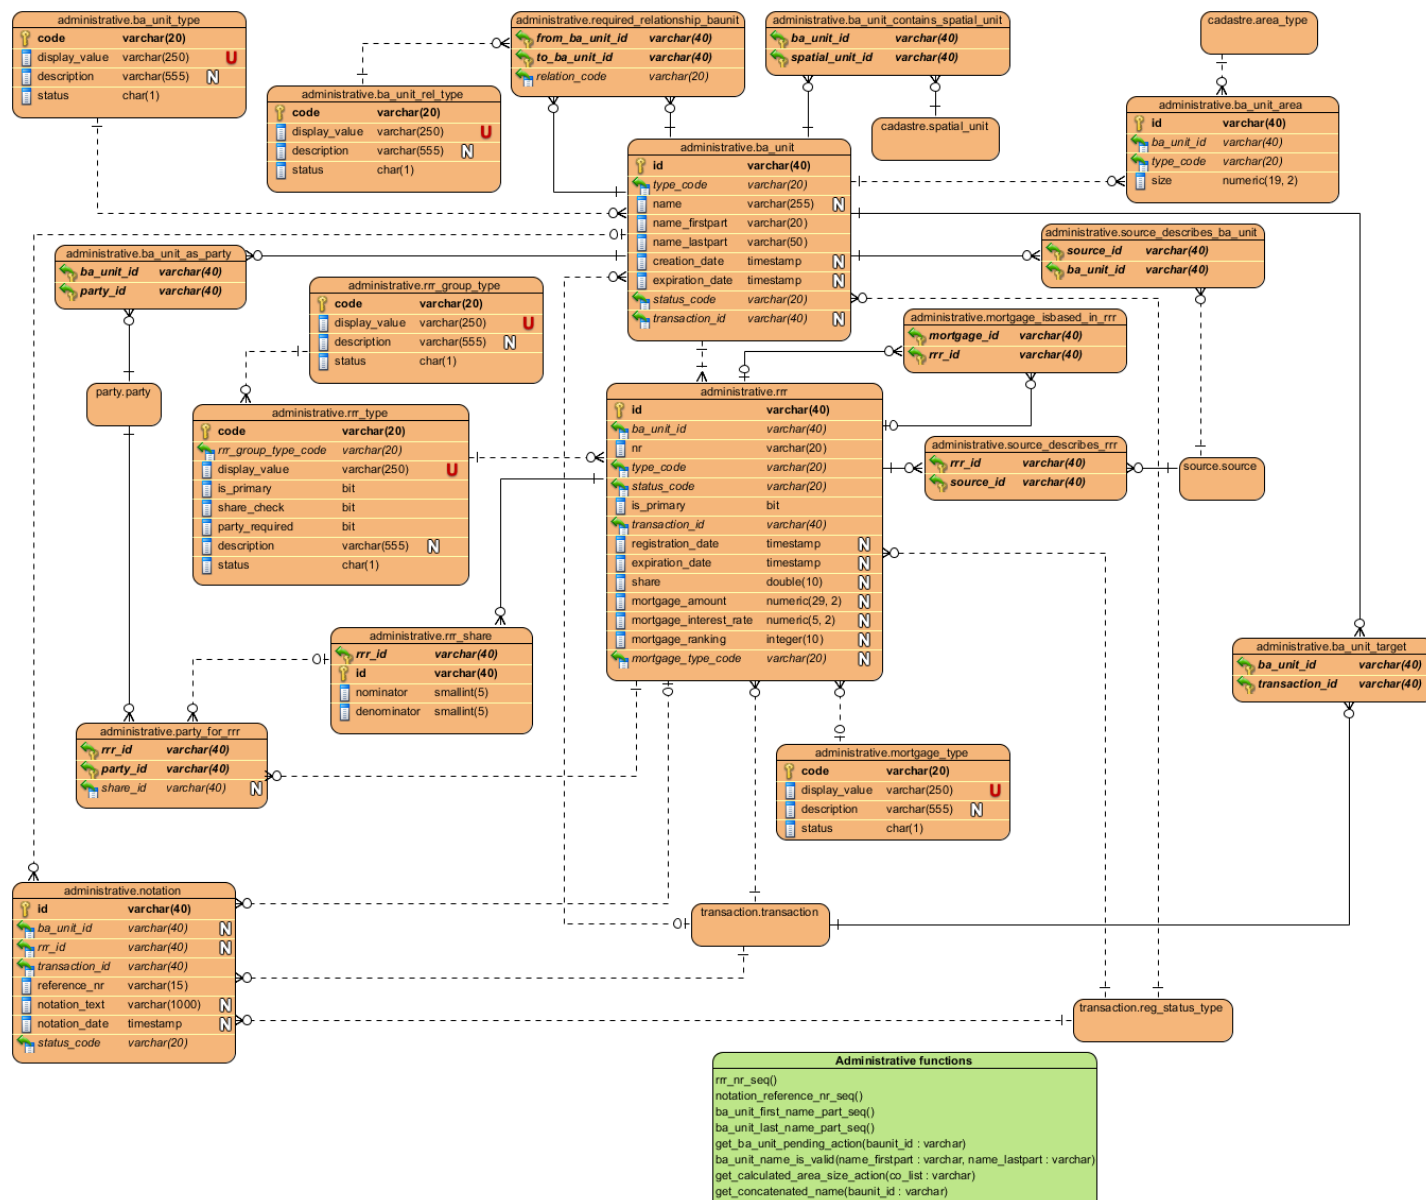 administrative.ba_unit_type
code varchar(20)
display_value varchar(250) U
description varchar(555) N
status char(1)
administrative.required_relationship_baunit
from_ba_unit_id varchar(40)
to_ba_unit_id varchar(40)
relation_code varchar(20)
administrative.ba_unit_contains_spatial_unit
ba_unit_id varchar(40)
spatial_unit_id varchar(40)
cadastre.area_type
administrative.ba_unit_rel_type
code varchar(20)
display_value varchar(250) U
description varchar(555) N
status char(1)
cadastre.spatial_unit
administrative.ba_unit_area
id varchar(40)
ba_unit_id varchar(40)
type_code varchar(20)
size numeric(19, 2)
administrative.ba_unit
id varchar(40)
type_code varchar(20)
name varchar(255) N
name_firstpart varchar(20)
name_lastpart varchar(50)
creation_date timestamp N
expiration_date timestamp N
status_code varchar(20)
transaction_id varchar(40) N
administrative.ba_unit_as_party
ba_unit_id varchar(40)
party_id varchar(40)
administrative.source_describes_ba_unit
source_id varchar(40)
ba_unit_id varchar(40)
administrative.rrr_group_type
code varchar(20)
display_value varchar(250) U
description varchar(555) N
status char(1)
administrative.mortgage_isbased_in_rrr
mortgage_id varchar(40)
rrr_id varchar(40)
party.party
administrative.rrr_type
code varchar(20)
rrr_group_type_code varchar(20)
display_value varchar(250) U
is_primary bit
share_check bit
party_required bit
description varchar(555) N
status char(1)
administrative.rrr
id varchar(40)
ba_unit_id varchar(40)
nr varchar(20)
type_code varchar(20)
status_code varchar(20)
is_primary bit
transaction_id varchar(40)
registration_date timestamp N
expiration_date timestamp N
share double(10) N
mortgage_amount numeric(29, 2) N
mortgage_interest_rate numeric(5, 2) N
mortgage_ranking integer(10) N
mortgage_type_code varchar(20) N
administrative.source_describes_rrr
rrr_id varchar(40)
source_id varchar(40)
source.source
administrative.rrr_share
rrr_id varchar(40)
id varchar(40)
nominator smallint(5)
denominator smallint(5)
administrative.ba_unit_target
ba_unit_id varchar(40)
transaction_id varchar(40)
administrative.party_for_rrr
rrr_id varchar(40)
party_id varchar(40)
share_id varchar(40) N
administrative.mortgage_type
code varchar(20)
display_value varchar(250) U
description varchar(555) N
status char(1)
administrative.notation
id varchar(40)
ba_unit_id varchar(40) N
rrr_id varchar(40) N
transaction_id varchar(40)
reference_nr varchar(15)
notation_text varchar(1000) N
notation_date timestamp N
status_code varchar(20)
transaction.transaction
transaction.reg_status_type
Administrative functions
rrr_nr_seq()
notation_reference_nr_seq()
ba_unit_first_name_part_seq()
ba_unit_last_name_part_seq()
get_ba_unit_pending_action(baunit_id : varchar)
ba_unit_name_is_valid(name_firstpart : varchar, name_lastpart : varchar)
get_calculated_area_size_action(co_list : varchar)
get_concatenated_name(baunit_id : varchar)